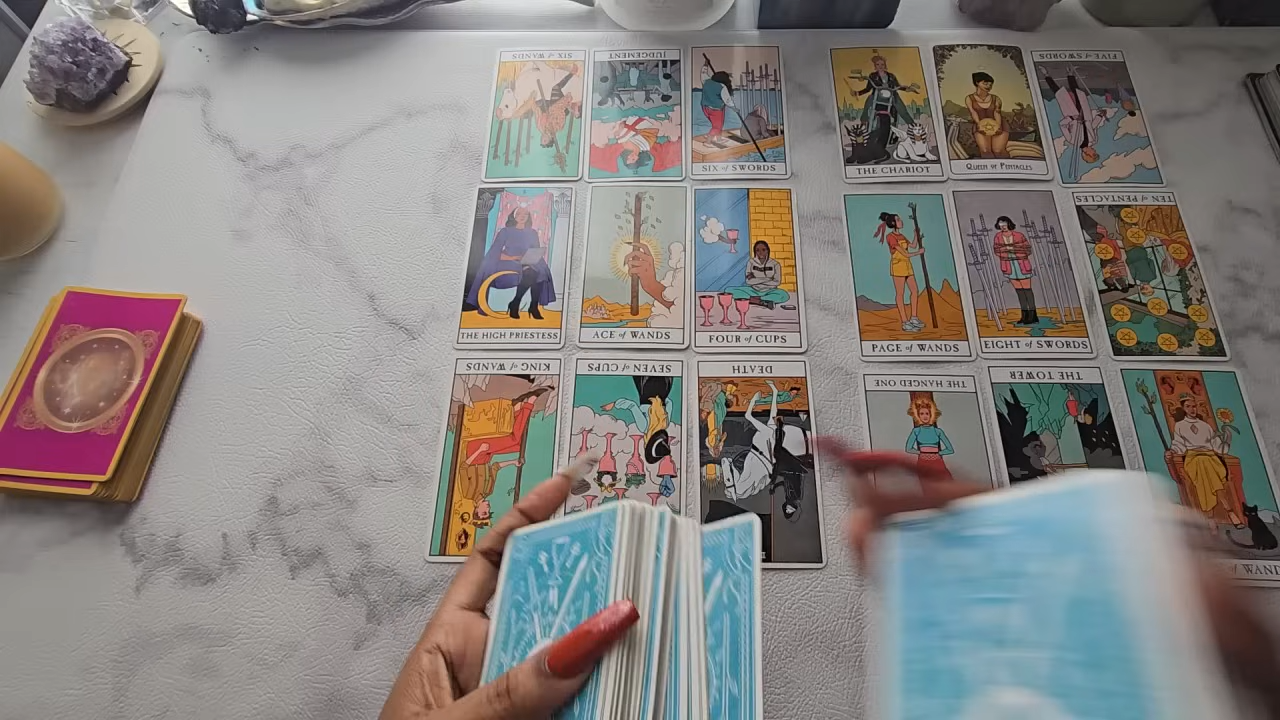 SIX of WANDS
JUDGEMENT
SIX of SWORDS
THE CHARIOT
QUEEN of PENTACLES
FIVE of SWORDS
THE HIGH PRIESTESS
ACE of WANDS
FOUR of CUPS
PAGE of WANDS
EIGHT of SWORDS
TEN of PENTACLES
KING of WANDS
SEVEN of CUPS
DEATH
THE HANGED ONE
THE TOWER
of WAND